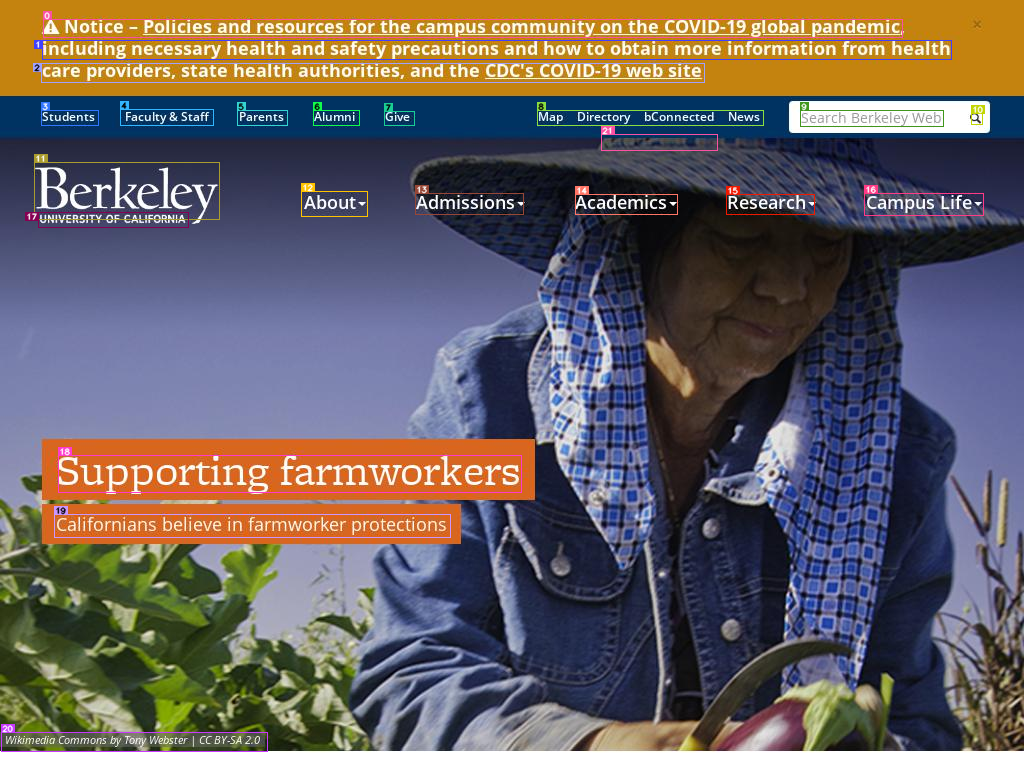 Notice – Policies and resources for the campus community on the COVID-19 global pandemic,
including necessary health and safety precautions and how to obtain more information from health
care providers, state health authorities, and the CDC's COVID-19 web site
×
Students Faculty & Staff Parents Alumni Give Map Directory bConnected News Search Berkeley Web
Berkeley
UNIVERSITY OF CALIFORNIA
About Admissions Academics Research Campus Life
Supporting farmworkers
Californians believe in farmworker protections
Wikimedia Commons by Tony Webster | CC BY-SA 2.0
0
1
2
3
4
5
6
7
8
9
10
11
12
13
14
15
16
17
18
19
20
21